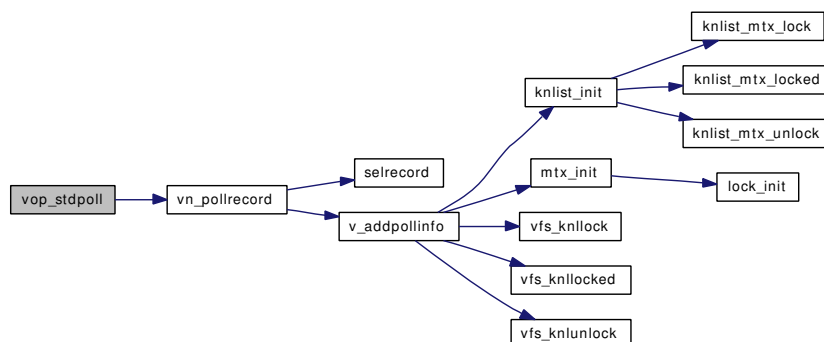 vop_stdpoll
vn_pollrecord
selrecord
v_addpollinfo
knlist_init
knlist_mtx_lock
knlist_mtx_locked
knlist_mtx_unlock
mtx_init
lock_init
vfs_knllock
vfs_knllocked
vfs_knlunlock